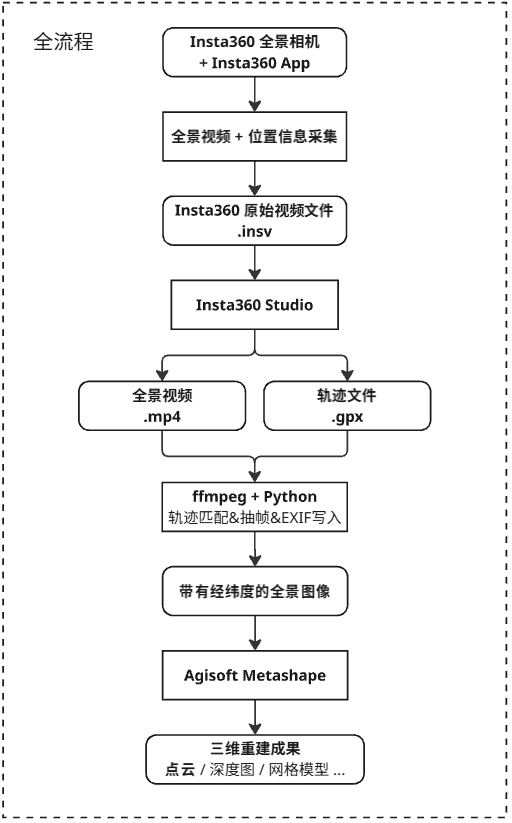 全流程
Insta360 全景相机
+ Insta360 App
全景视频 + 位置信息采集
Insta360 原始视频文件
.insv
Insta360 Studio
全景视频
.mp4
轨迹文件
.gpx
ffmpeg + Python
轨迹匹配&抽帧&EXIF写入
带有经纬度的全景图像
Agisoft Metashape
三维重建成果
点云 / 深度图 / 网格模型 ...